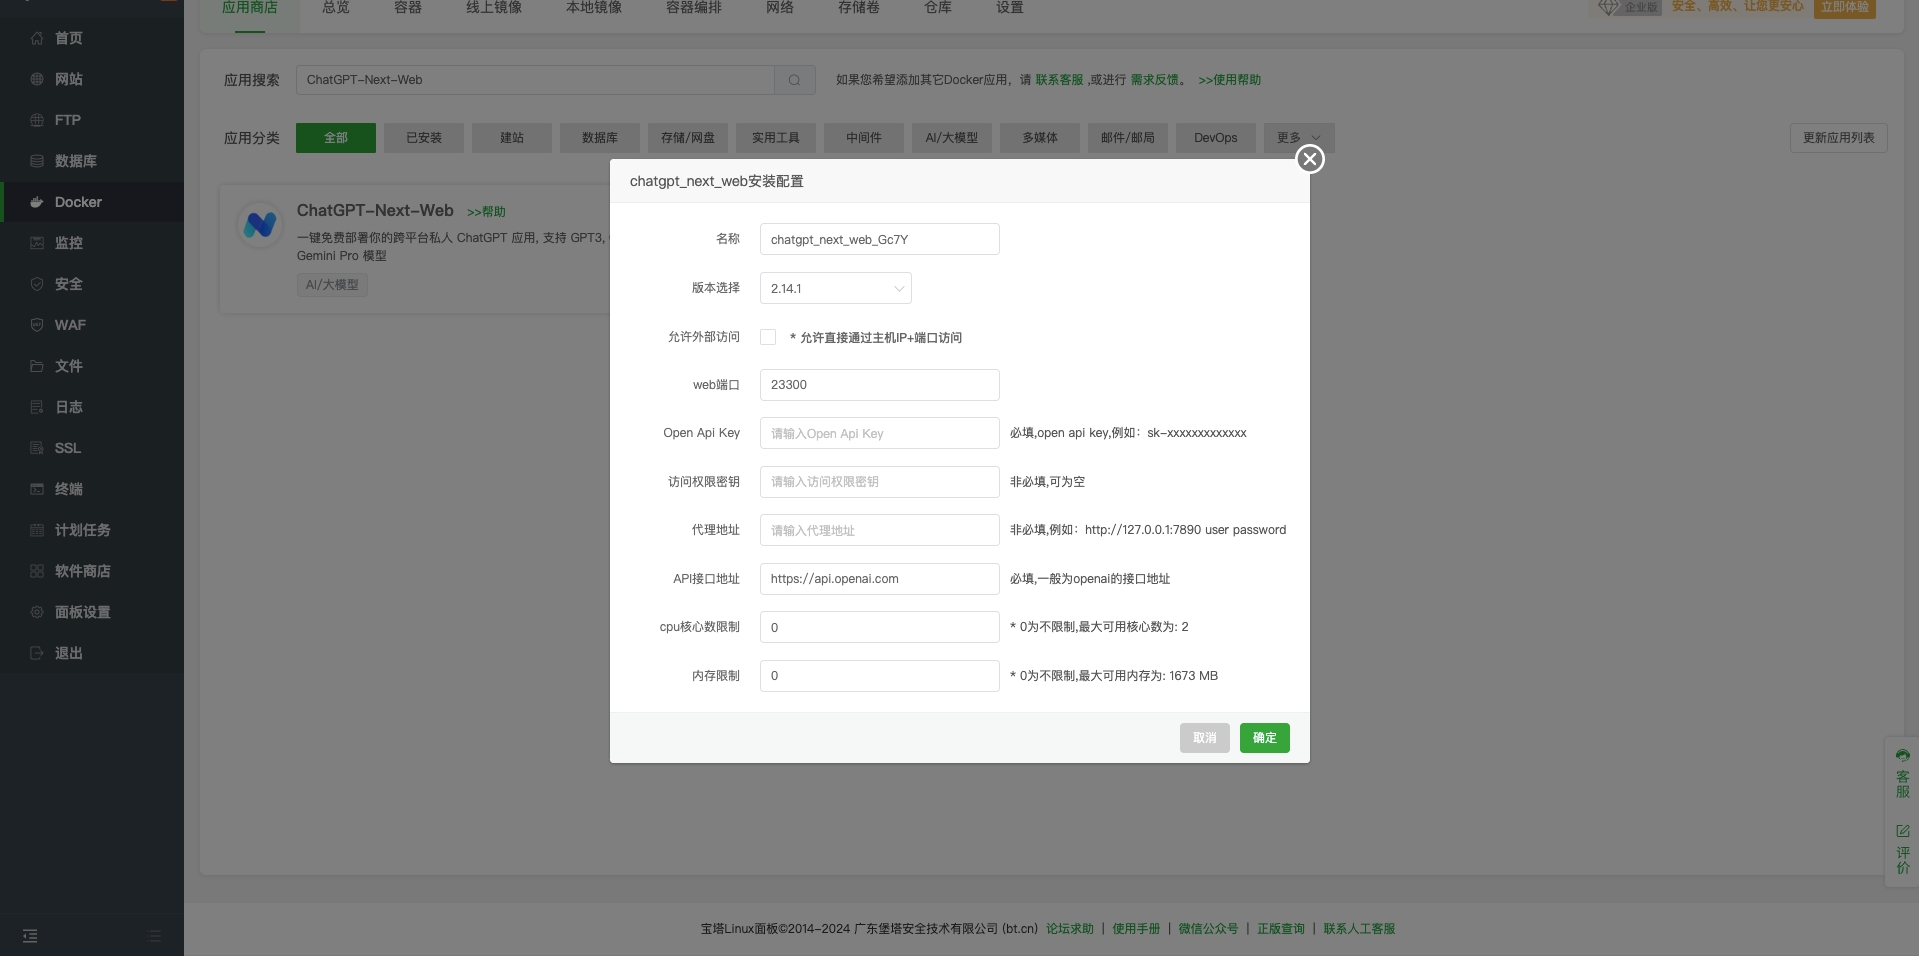 应用商店
总览
容器
线上镜像
本地镜像
容器编排
网络
存储卷
仓库
设置
企业版
安全、高效、让您更安心
立即体验
首页
网站
FTP
数据库
Docker
监控
安全
WAF
文件
日志
SSL
终端
计划任务
软件商店
面板设置
退出
应用搜索
ChatGPT-Next-Web
如果您希望添加其它Docker应用，请 联系客服 ,或进行 需求反馈。 >>使用帮助
应用分类
全部
已安装
建站
数据库
存储/网盘
实用工具
中间件
AI/大模型
多媒体
邮件/邮局
DevOps
更多
更新应用列表
ChatGPT-Next-Web >>帮助
一键免费部署你的跨平台私人 ChatGPT 应用, 支持 GPT3,
Gemini Pro 模型
AI/大模型
chatgpt_next_web安装配置
名称 chatgpt_next_web_Gc7Y
版本选择 2.14.1
允许外部访问 * 允许直接通过主机IP+端口访问
web端口 23300
Open Api Key 请输入Open Api Key 必填,open api key,例如：sk-xxxxxxxxxxxxx
访问权限密钥 请输入访问权限密钥 非必填,可为空
代理地址 请输入代理地址 非必填,例如：http://127.0.0.1:7890 user password
API接口地址 https://api.openai.com 必填,一般为openai的接口地址
cpu核心数限制 0 * 0为不限制,最大可用核心数为: 2
内存限制 0 * 0为不限制,最大可用内存为: 1673 MB
取消
确定
客服
评价
宝塔Linux面板©2014-2024 广东堡塔安全技术有限公司 (bt.cn) 论坛求助 | 使用手册 | 微信公众号 | 正版查询 | 联系人工客服